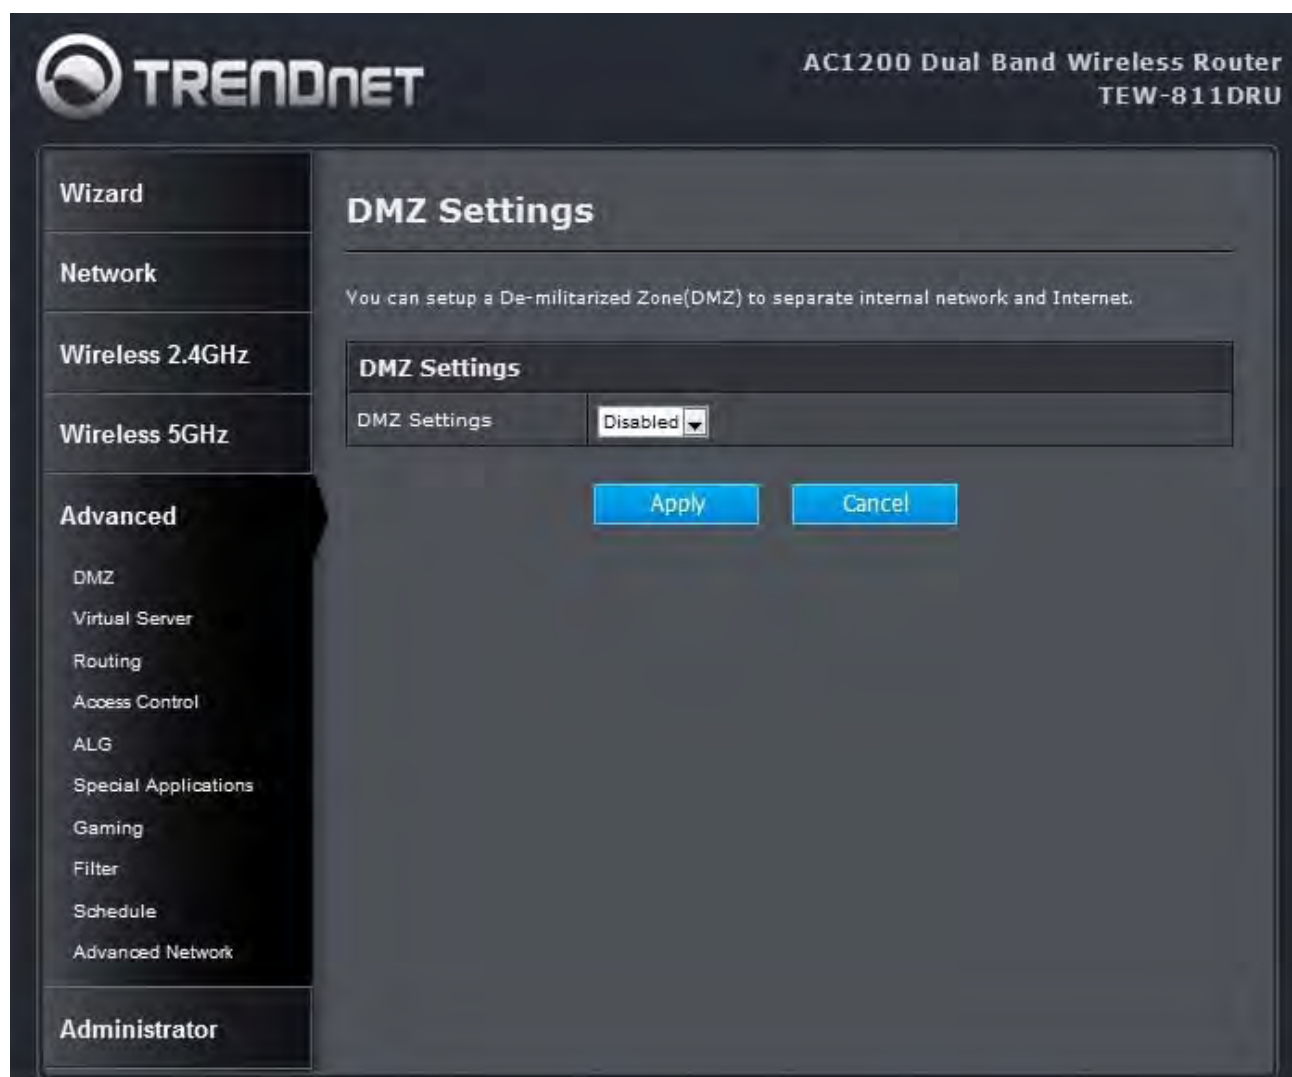 TRENDNET
AC1200 Dual Band Wireless Router
TEW-811DRU
Wizard
Network
Wireless 2.4GHz
Wireless 5GHz
Advanced
DMZ
Virtual Server
Routing
Access Control
ALG
Special Applications
Gaming
Filter
Schedule
Advanced Network
Administrator
DMZ Settings
You can setup a De-militarized Zone(DMZ) to separate internal network and Internet.
DMZ Settings
DMZ Settings Disabled
Apply Cancel